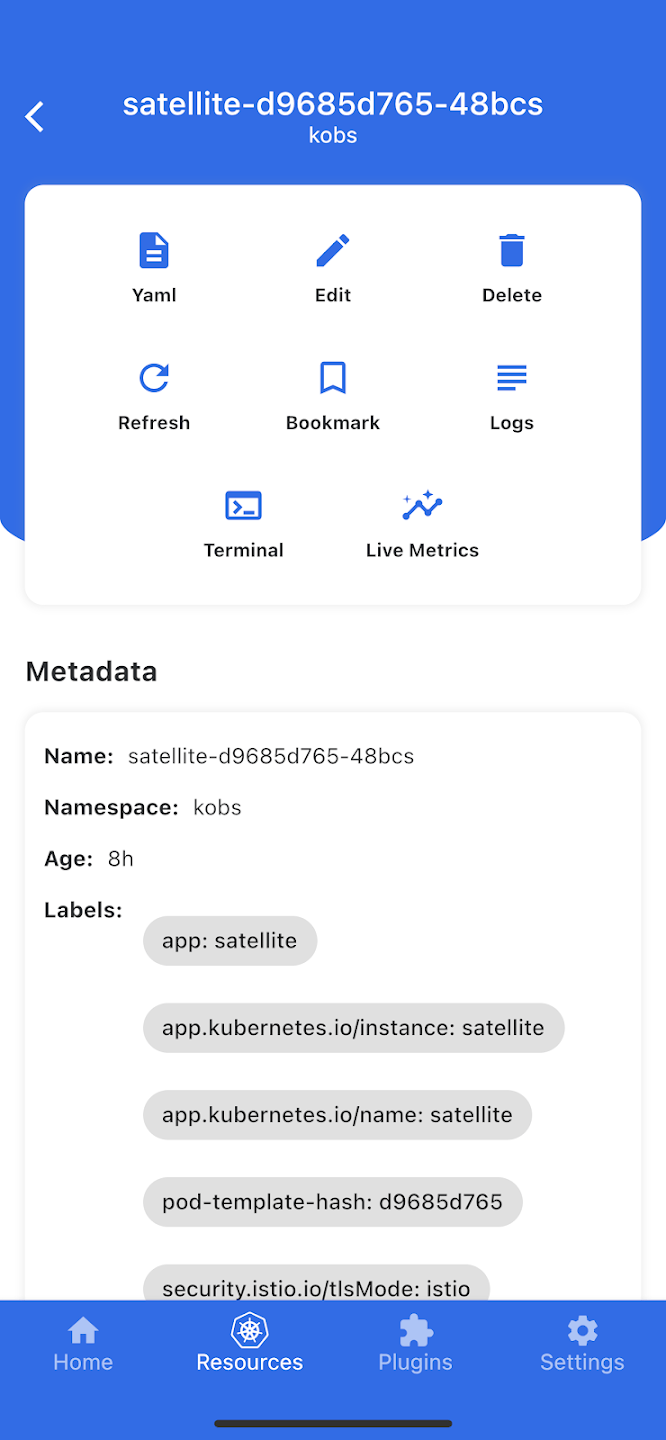 satellite-d9685d765-48bcs
kobs
Yaml
Edit
Delete
Refresh
Bookmark
Logs
Terminal
Live Metrics
Metadata
Name: satellite-d9685d765-48bcs
Namespace: kobs
Age: 8h
Labels:
app: satellite
app.kubernetes.io/instance: satellite
app.kubernetes.io/name: satellite
pod-template-hash: d9685d765
security.istio.io/tlsMode: istio
Home
Resources
Plugins
Settings